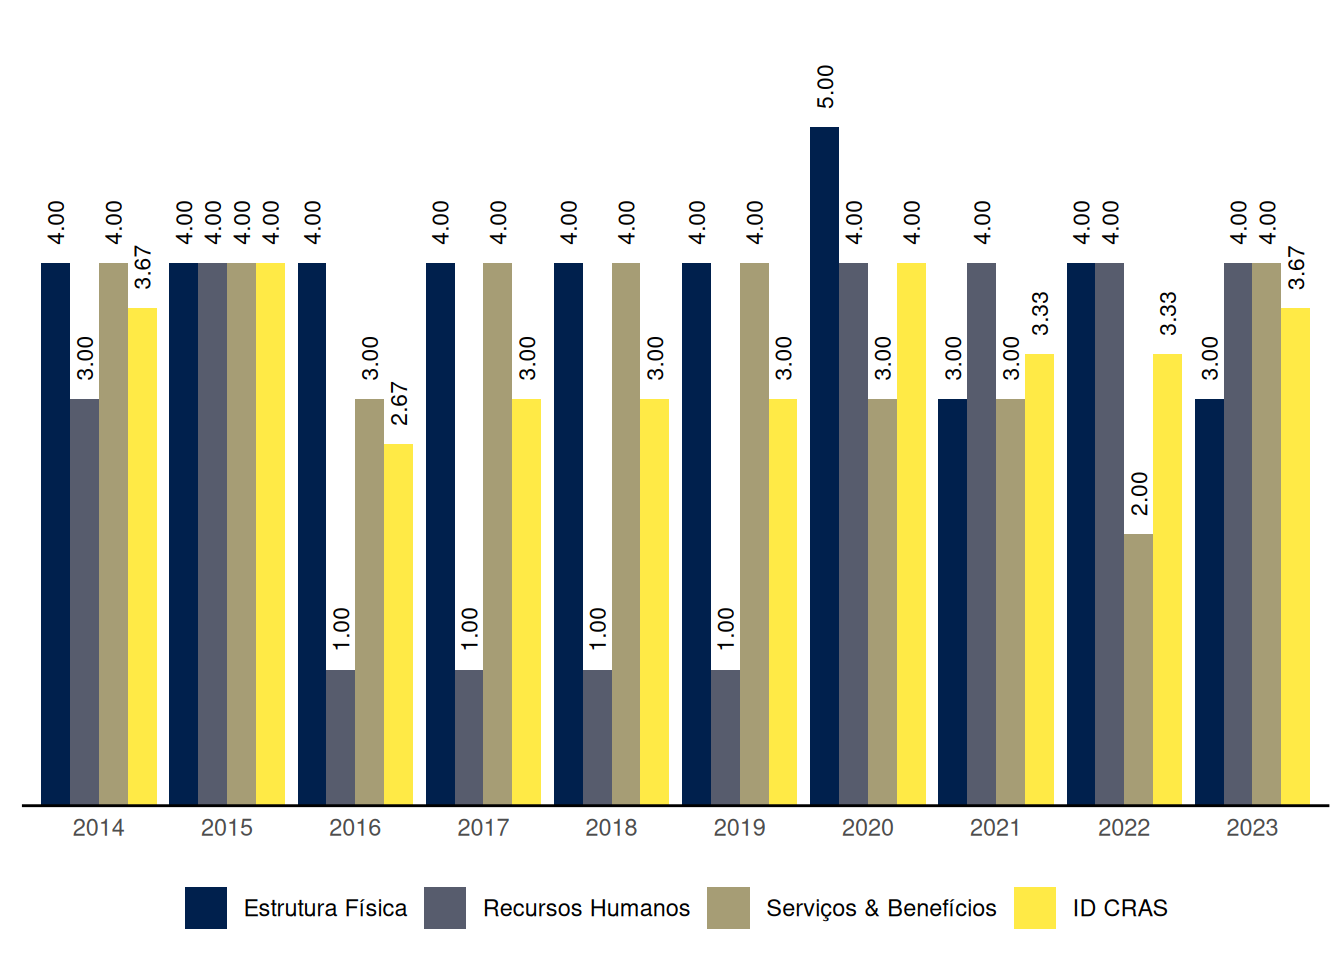 5.00
4.00 4.00 4.00 4.00 4.00 4.00 4.00 4.00 4.00 4.00 4.00 4.00 4.00 4.00 4.00 4.00 4.00 4.00 4.00 4.00
3.67 3.67
3.33 3.33
3.00 3.00 3.00 3.00 3.00 3.00 3.00 3.00 3.00
2.67
2.00
1.00 1.00 1.00 1.00
2014 2015 2016 2017 2018 2019 2020 2021 2022 2023
Estrutura Física Recursos Humanos Serviços & Benefícios ID CRAS